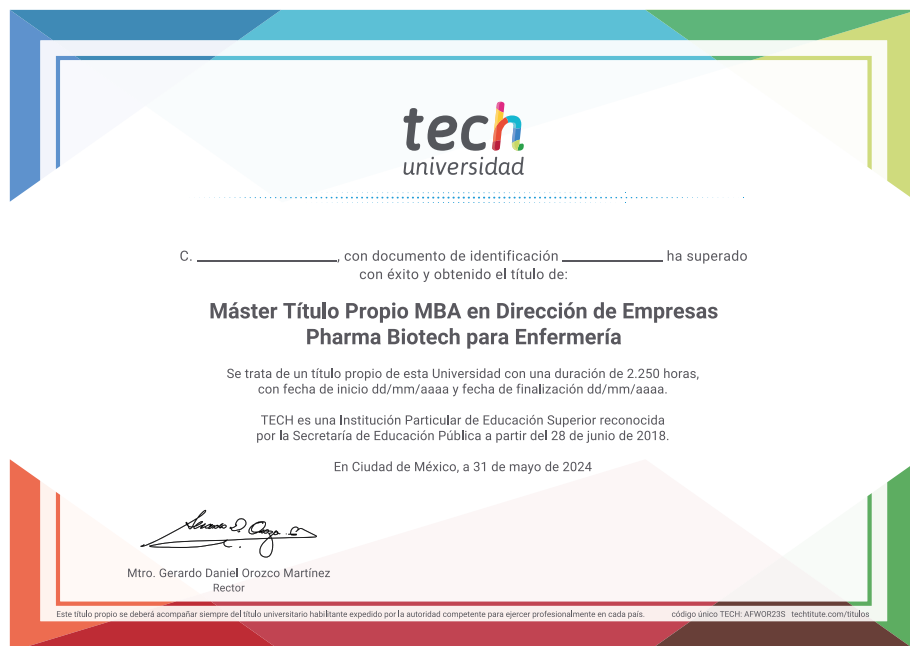 tech
universidad
C. ____________________, con documento de identificación ______________ ha superado
con éxito y obtenido el título de:
Máster Título Propio MBA en Dirección de Empresas
Pharma Biotech para Enfermería
Se trata de un título propio de esta Universidad con una duración de 2.250 horas,
con fecha de inicio dd/mm/aaaa y fecha de finalización dd/mm/aaaa.
TECH es una Institución Particular de Educación Superior reconocida
por la Secretaría de Educación Pública a partir del 28 de junio de 2018.
En Ciudad de México, a 31 de mayo de 2024
Mtro. Gerardo Daniel Orozco Martínez
Rector
Este título propio se deberá acompañar siempre del título universitario habilitante expedido por la autoridad competente para ejercer profesionalmente en cada país. código único TECH: AFWOR23S techtitute.com/titulos